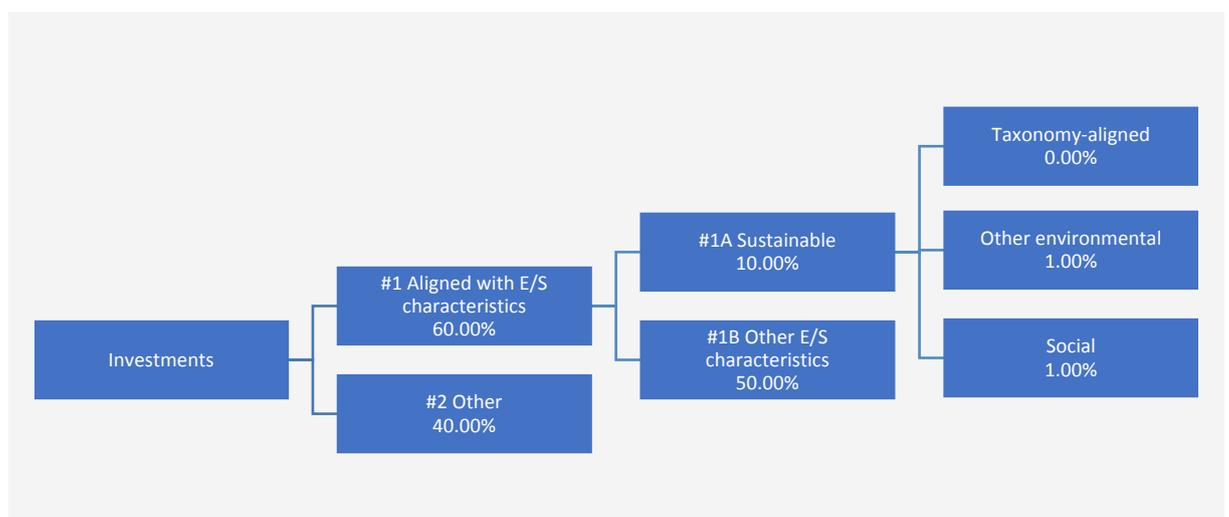 Investments
#1 Aligned with E/S
characteristics
60.00%
#2 Other
40.00%
#1A Sustainable
10.00%
#1B Other E/S
characteristics
50.00%
Taxonomy-aligned
0.00%
Other environmental
1.00%
Social
1.00%